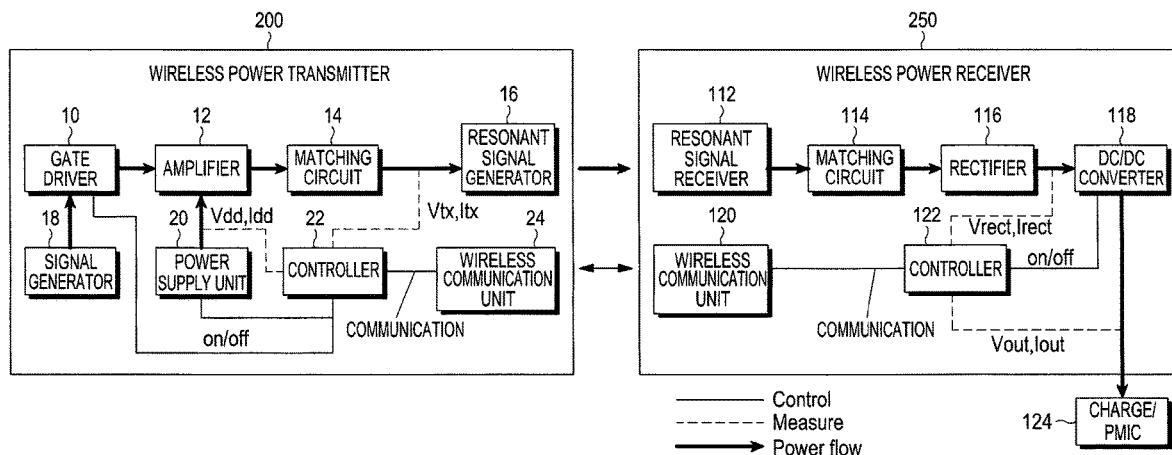 200
250
WIRELESS POWER TRANSMITTER
WIRELESS POWER RECEIVER
10
12
14
16
GATE
DRIVER
AMPLIFIER
MATCHING
CIRCUIT
RESONANT
SIGNAL
GENERATOR
112
114
116
118
RESONANT
SIGNAL
RECEIVER
MATCHING
CIRCUIT
RECTIFIER
DC/DC
CONVERTER
Vdd,Idd
Vtx,Itx
18
20
22
24
SIGNAL
GENERATOR
POWER
SUPPLY UNIT
CONTROLLER
WIRELESS
COMMUNICATION
UNIT
COMMUNICATION
on/off
Vrect,Irect
120
122
WIRELESS
COMMUNICATION
UNIT
CONTROLLER
on/off
COMMUNICATION
Vout,Iout
Control
Measure
Power flow
124
CHARGE/
PMIC